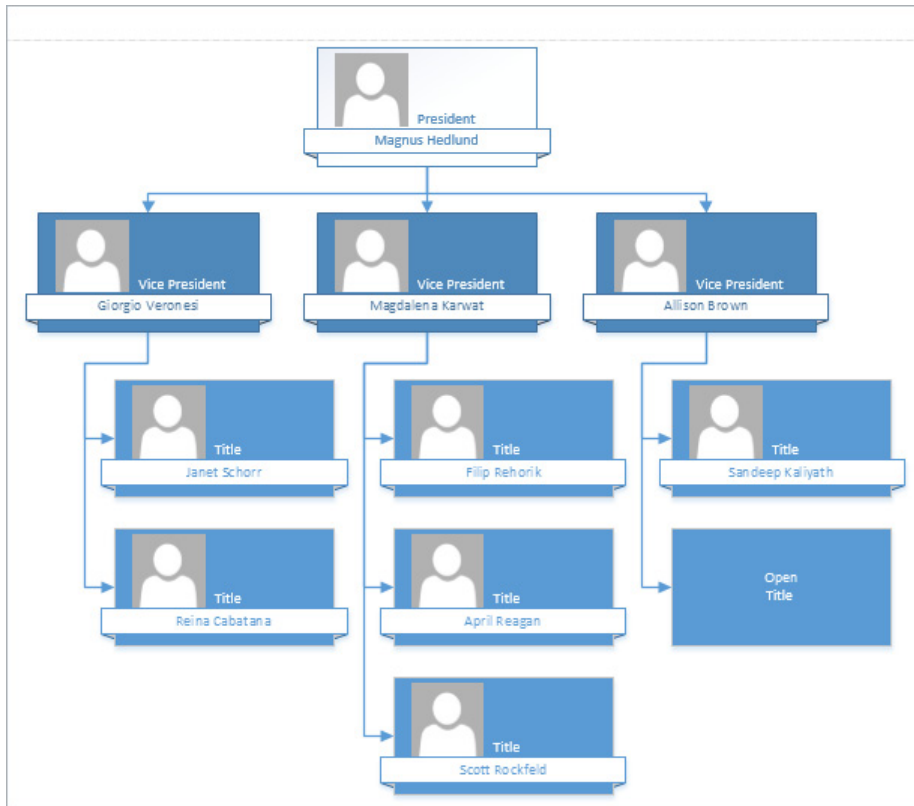 President
Magnus Hedlund
Vice President
Giorgio Veronesi
Vice President
Magdalena Karwat
Vice President
Allison Brown
Title
Janet Schorr
Title
Filip Rehorik
Title
Sandeep Kaliyath
Title
Reina Cabatana
Title
April Reagan
Open
Title
Title
Scott Rockfeld